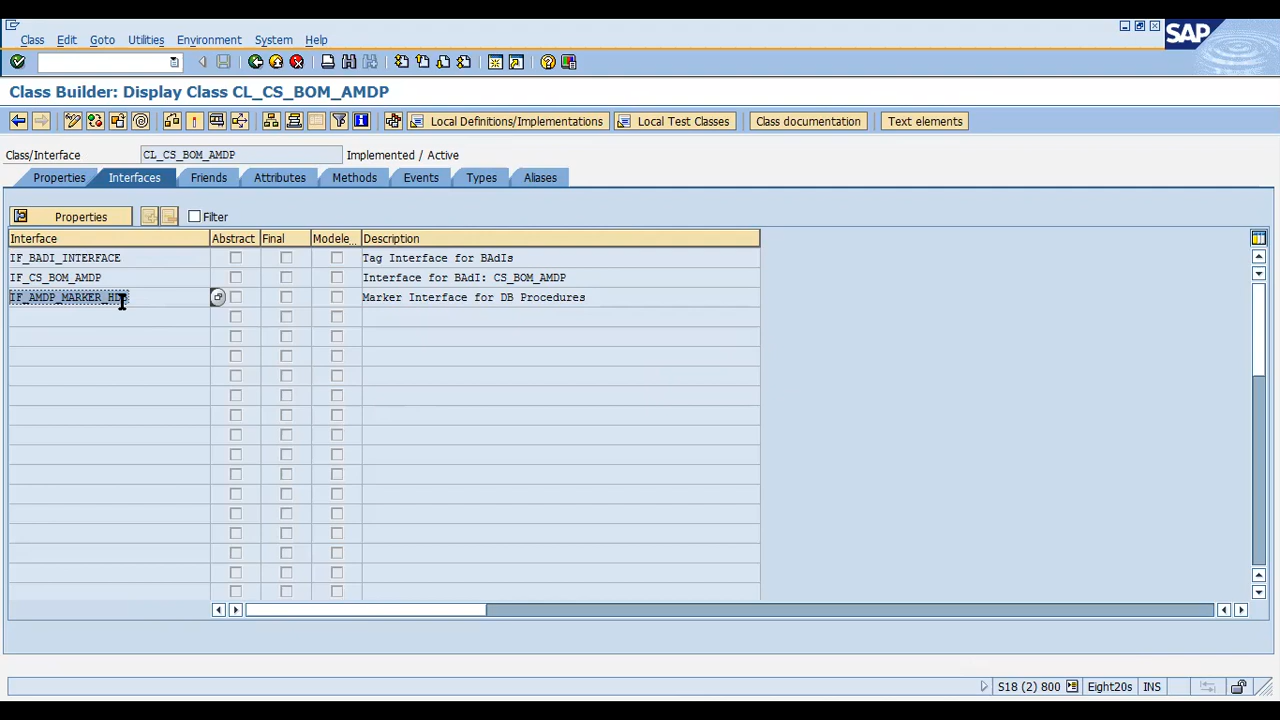 Class Edit Goto Utilities Environment System Help
SAP
Class Builder: Display Class CL_CS_BOM_AMDP
Local Definitions/Implementations Local Test Classes Class documentation Text elements
Class/Interface CL_CS_BOM_AMDP Implemented / Active
Properties Interfaces Friends Attributes Methods Events Types Aliases
Properties Filter
Interface Abstract Final Modele... Description
IF_BADI_INTERFACE Tag Interface for BAdIs
IF_CS_BOM_AMDP Interface for BAdI: CS_BOM_AMDP
IF_AMDP_MARKER_HDB Marker Interface for DB Procedures
S18 (2) 800 Eight20s INS